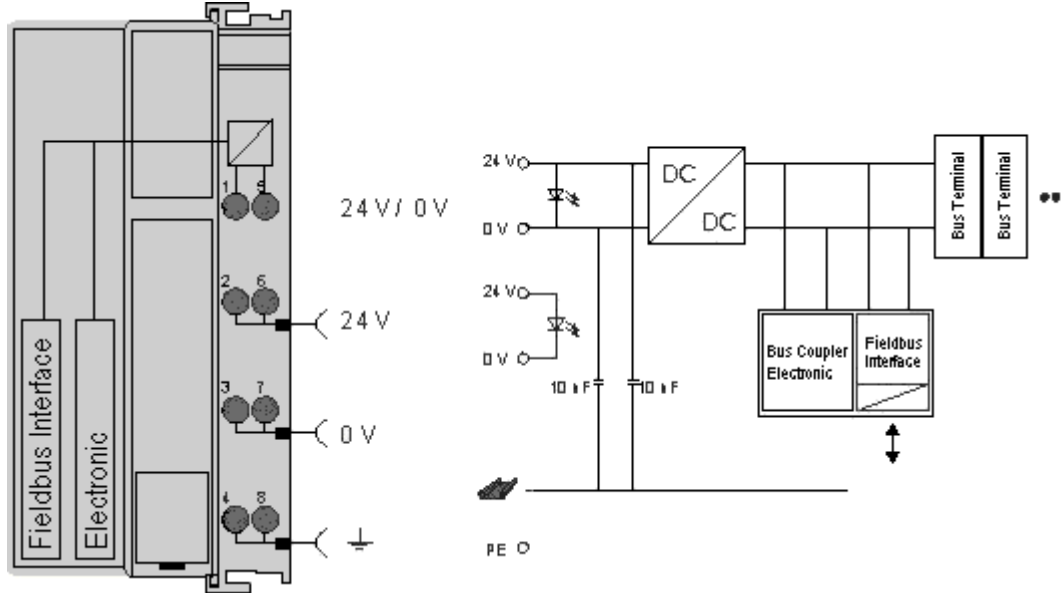 1 5
24 V / 0 V
2 6
24 V
3 7
0 V
4 8
Fieldbus Interface
Electronic
24 V
0 V
24 V
0 V
DC
DC
Bus Terminal
Bus Terminal
Bus Coupler
Electronic
Fieldbus
Interface
10 nF
10 nF
PE